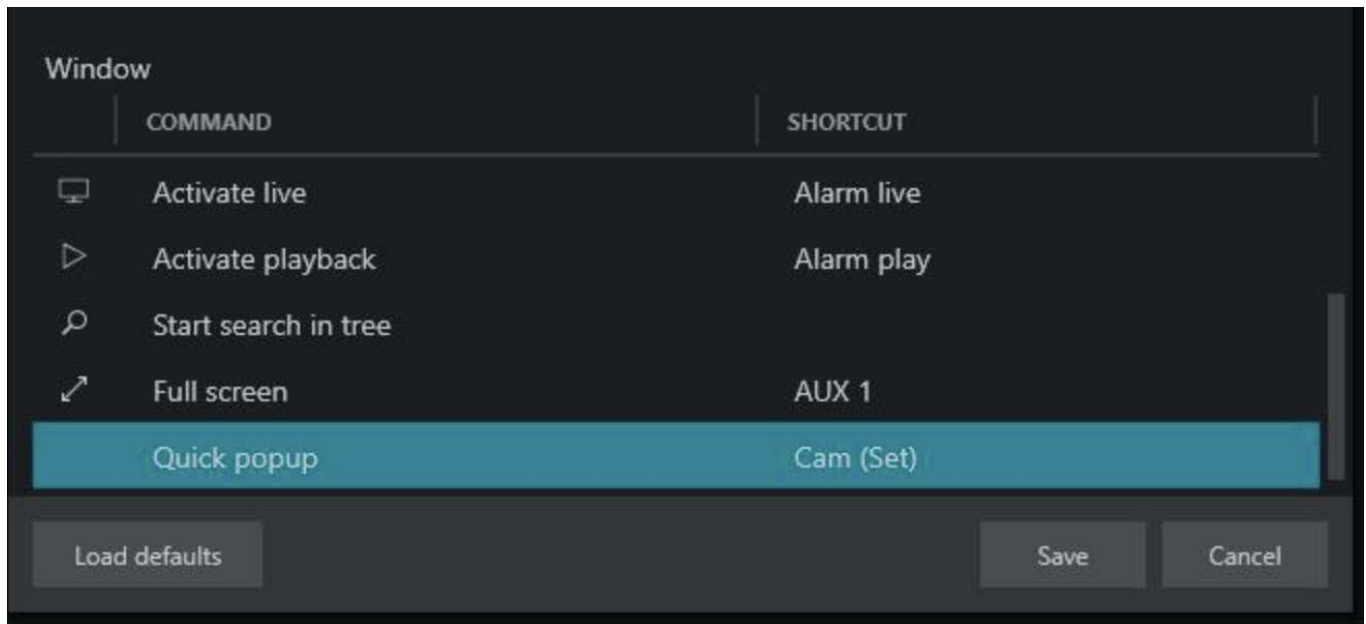 Window
COMMAND SHORTCUT
Activate live Alarm live
Activate playback Alarm play
Start search in tree
Full screen AUX 1
Quick popup Cam (Set)
Load defaults Save Cancel